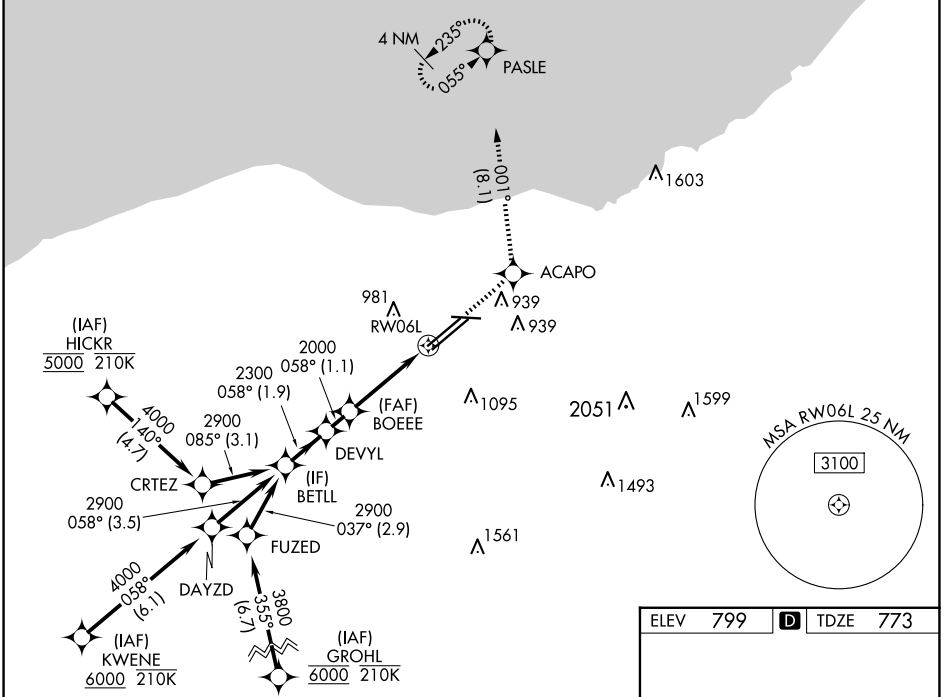 4 NM
235°
055°
PASLE
001°
(8.1)
1603
ACAPO
981
939
939
RW06L
(IAF)
HICKR
5000 210K
2000
058° (1.1)
2300
058° (1.9)
4000
140°
(4.7)
2900
085° (3.1)
(FAF)
BOEEE
1095
2051
1599
MSA RW06L 25 NM
3100
DEVYL
CRTEZ
(IF)
BETLL
1493
2900
058° (3.5)
2900
037° (2.9)
FUZED
1561
DAYZD
4000
058°
(6.1)
3800
355°
(6.7)
(IAF)
KWENE
6000 210K
(IAF)
GROHL
6000 210K
ELEV 799 D TDZE 773